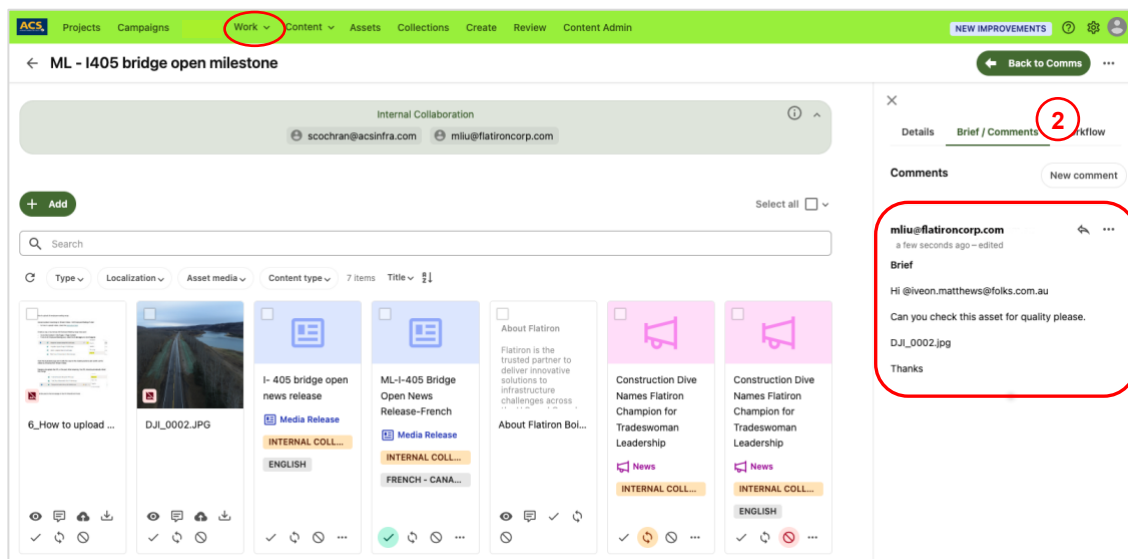 ACS
Projects
Campaigns
Work
Content
Assets
Collections
Create
Review
Content Admin
NEW IMPROVEMENTS
ML - I405 bridge open milestone
Back to Comms
Internal Collaboration
scochran@acsinfra.com
mliu@flatironcorp.com
Add
Select all
Search
Type
Localization
Asset media
Content type
7 items
Title
6_How to upload ...
DJI_0002.JPG
I- 405 bridge open
news release
Media Release
INTERNAL COLL...
ENGLISH
ML-I-405 Bridge
Open News
Release-French
Media Release
INTERNAL COLL...
FRENCH - CANA...
About Flatiron
Flatiron is the
trusted partner to
deliver innovative
solutions to
infrastructure
challenges across
About Flatiron Boi...
Construction Dive
Names Flatiron
Champion for
Tradeswoman
Leadership
News
INTERNAL COLL...
Construction Dive
Names Flatiron
Champion for
Tradeswoman
Leadership
News
INTERNAL COLL...
ENGLISH
Details
Brief / Comments
2
rkflow
Comments
New comment
mliu@flatironcorp.com
a few seconds ago – edited
Brief
Hi @iveon.matthews@folks.com.au
Can you check this asset for quality please.
DJI_0002.jpg
Thanks